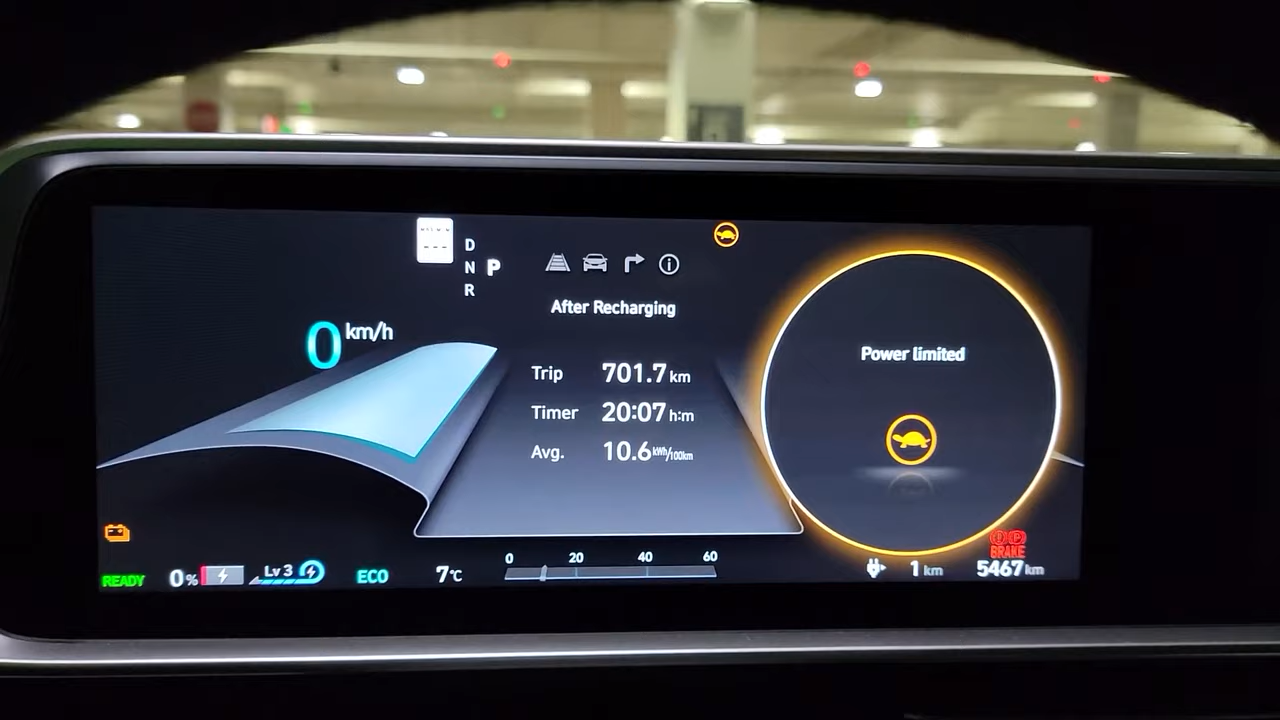 D
N P
R
After Recharging
0 km/h
Trip 701.7 km
Timer 20:07 h:m
Avg. 10.6 kWh/100km
Power limited
READY 0% Lv 3 ECO 7°C
0 20 40 60
BRAKE
1 km 5467 km